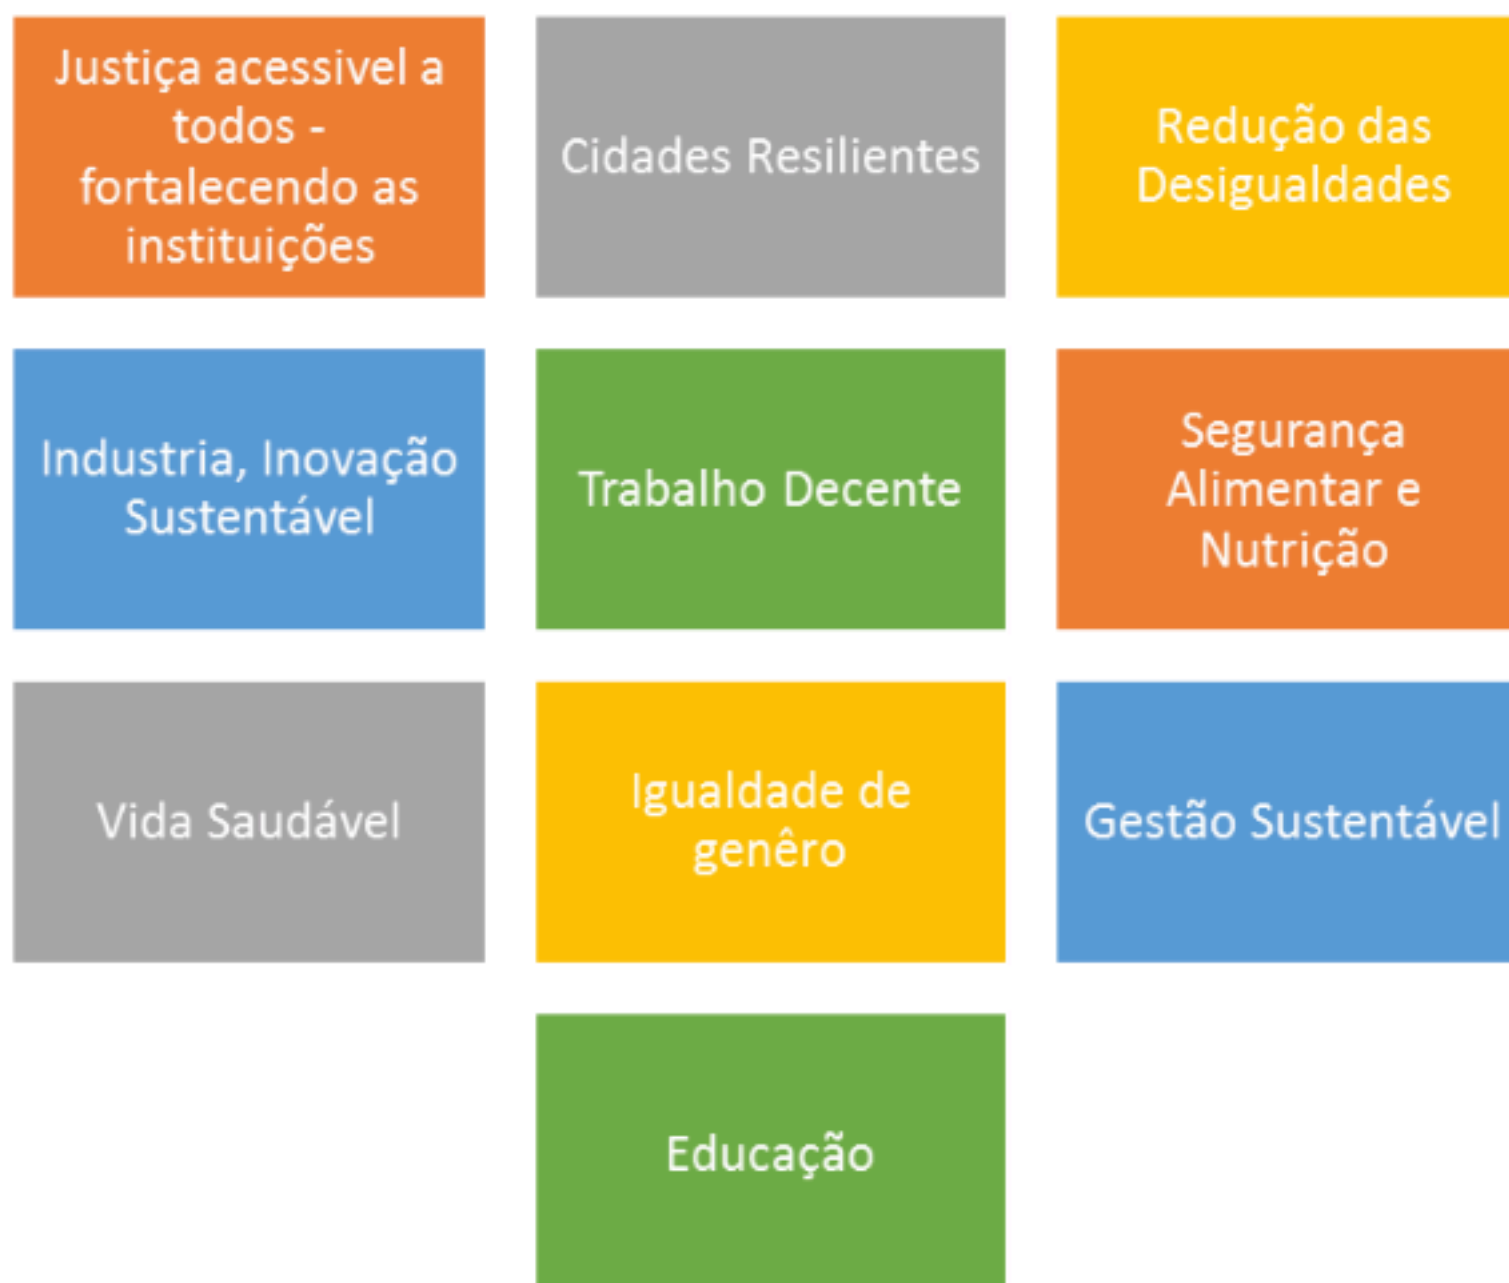 Justiça acessivel a
todos -
fortalecendo as
instituições
Cidades Resilientes
Redução das
Desigualdades
Industria, Inovação
Sustentável
Trabalho Decente
Segurança
Alimentar e
Nutrição
Vida Saudável
Igualdade de
genêro
Gestão Sustentável
Educação